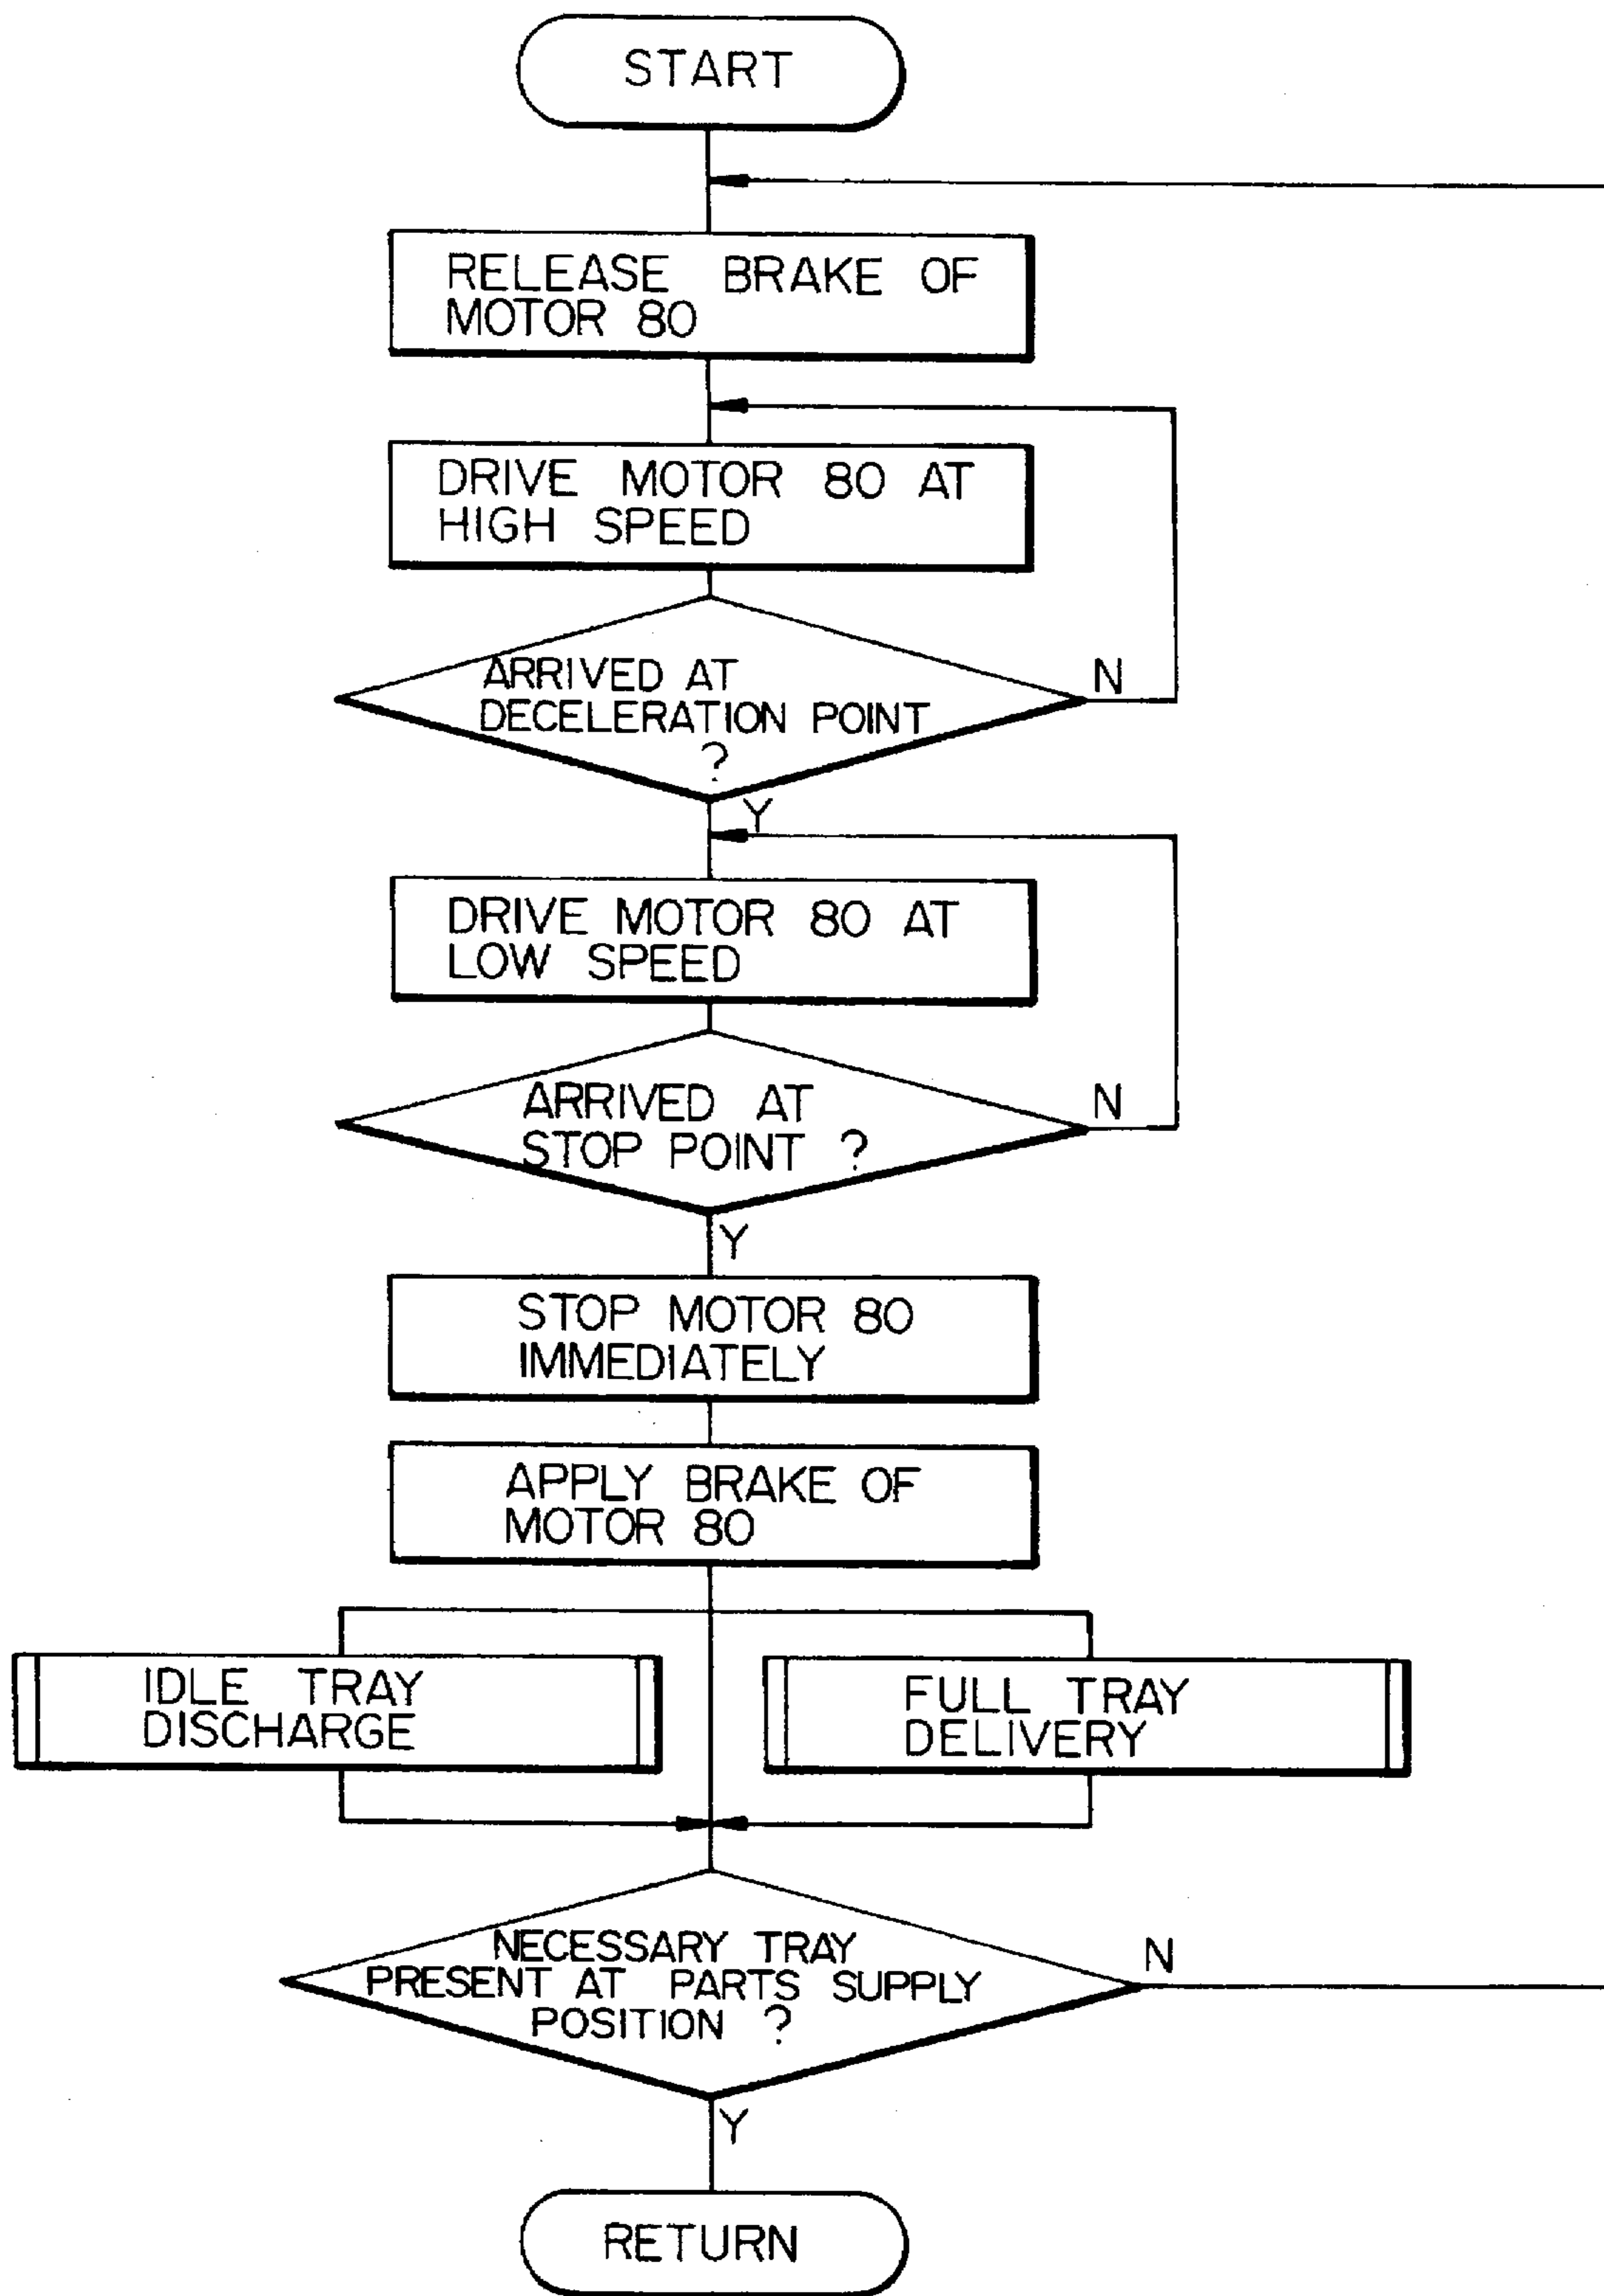 START
RELEASE BRAKE OF
MOTOR 80
DRIVE MOTOR 80 AT
HIGH SPEED
ARRIVED AT
DECELERATION POINT
?
N
Y
DRIVE MOTOR 80 AT
LOW SPEED
ARRIVED AT
STOP POINT ?
N
Y
STOP MOTOR 80
IMMEDIATELY
APPLY BRAKE OF
MOTOR 80
IDLE TRAY
DISCHARGE
FULL TRAY
DELIVERY
NECESSARY TRAY
PRESENT AT PARTS SUPPLY
POSITION ?
N
Y
RETURN